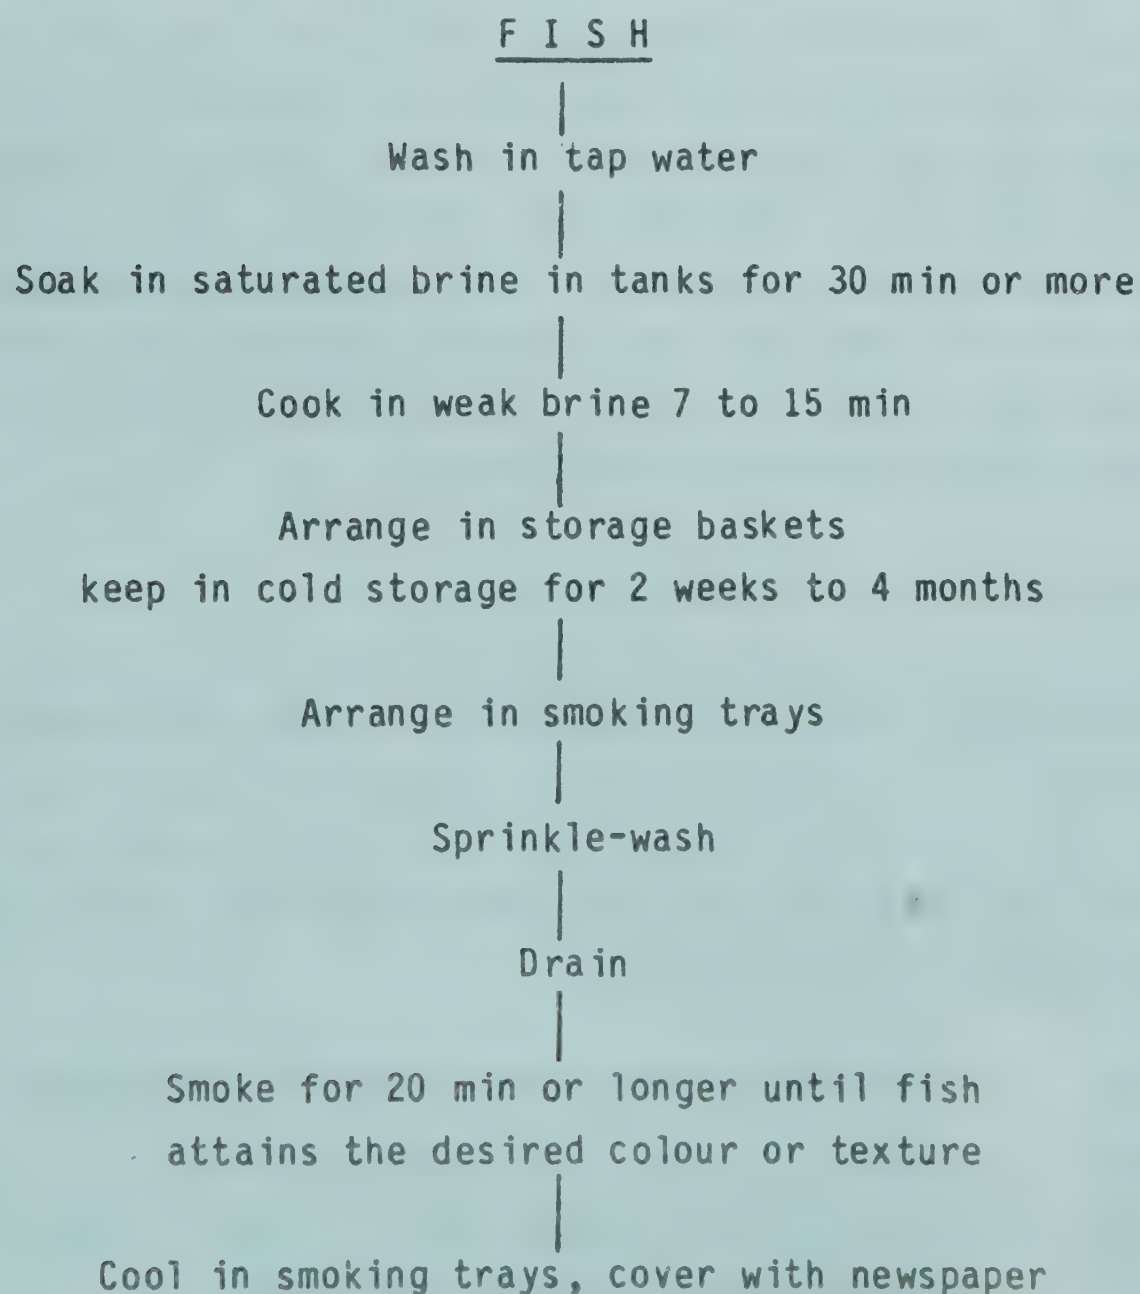 F I S H
Wash in tap water
Soak in saturated brine in tanks for 30 min or more
Cook in weak brine 7 to 15 min
Arrange in storage baskets
keep in cold storage for 2 weeks to 4 months
Arrange in smoking trays
Sprinkle-wash
Drain
Smoke for 20 min or longer until fish
attains the desired colour or texture
Cool in smoking trays, cover with newspaper